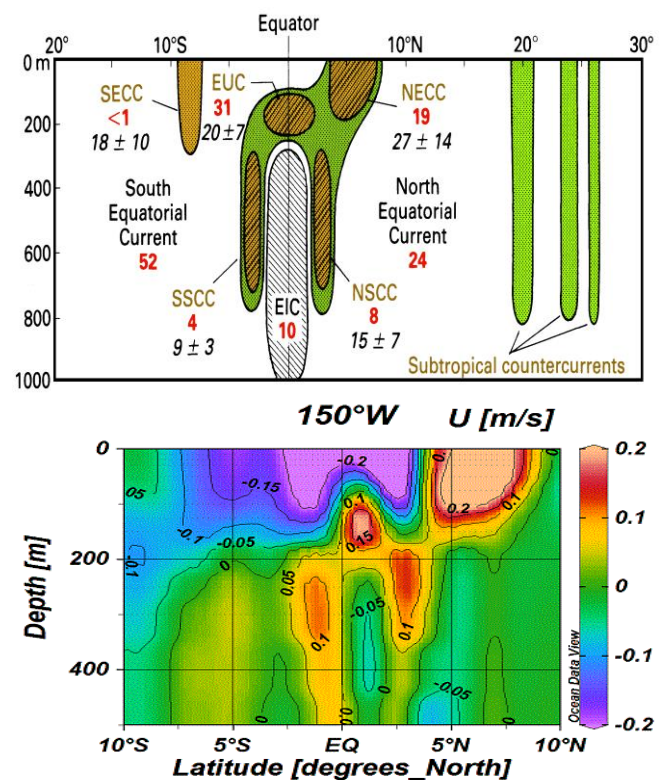 Equator
20° 10°S 0° 10°N 20° 30°
0 m
200
400
600
800
1000
SECC
<1
18 ± 10
EUC
31
20±7
NECC
19
27 ± 14
South
Equatorial
Current
52
North
Equatorial
Current
24
SSCC
4
9 ± 3
EIC
10
NSCC
8
15 ± 7
Subtropical countercurrents
150°W U [m/s]
Depth [m]
0
200
400
05
-0.15
-0.2
-0.1
-0.05
0
-0.1
0.1
0.15
0.2
0.1
0.05
-0.05
0.1
0.1
0
0
0
-0.05
0
0
10°S 5°S EQ 5°N 10°N
Latitude [degrees_North]
Ocean Data View
0.2
0.1
0
-0.1
-0.2